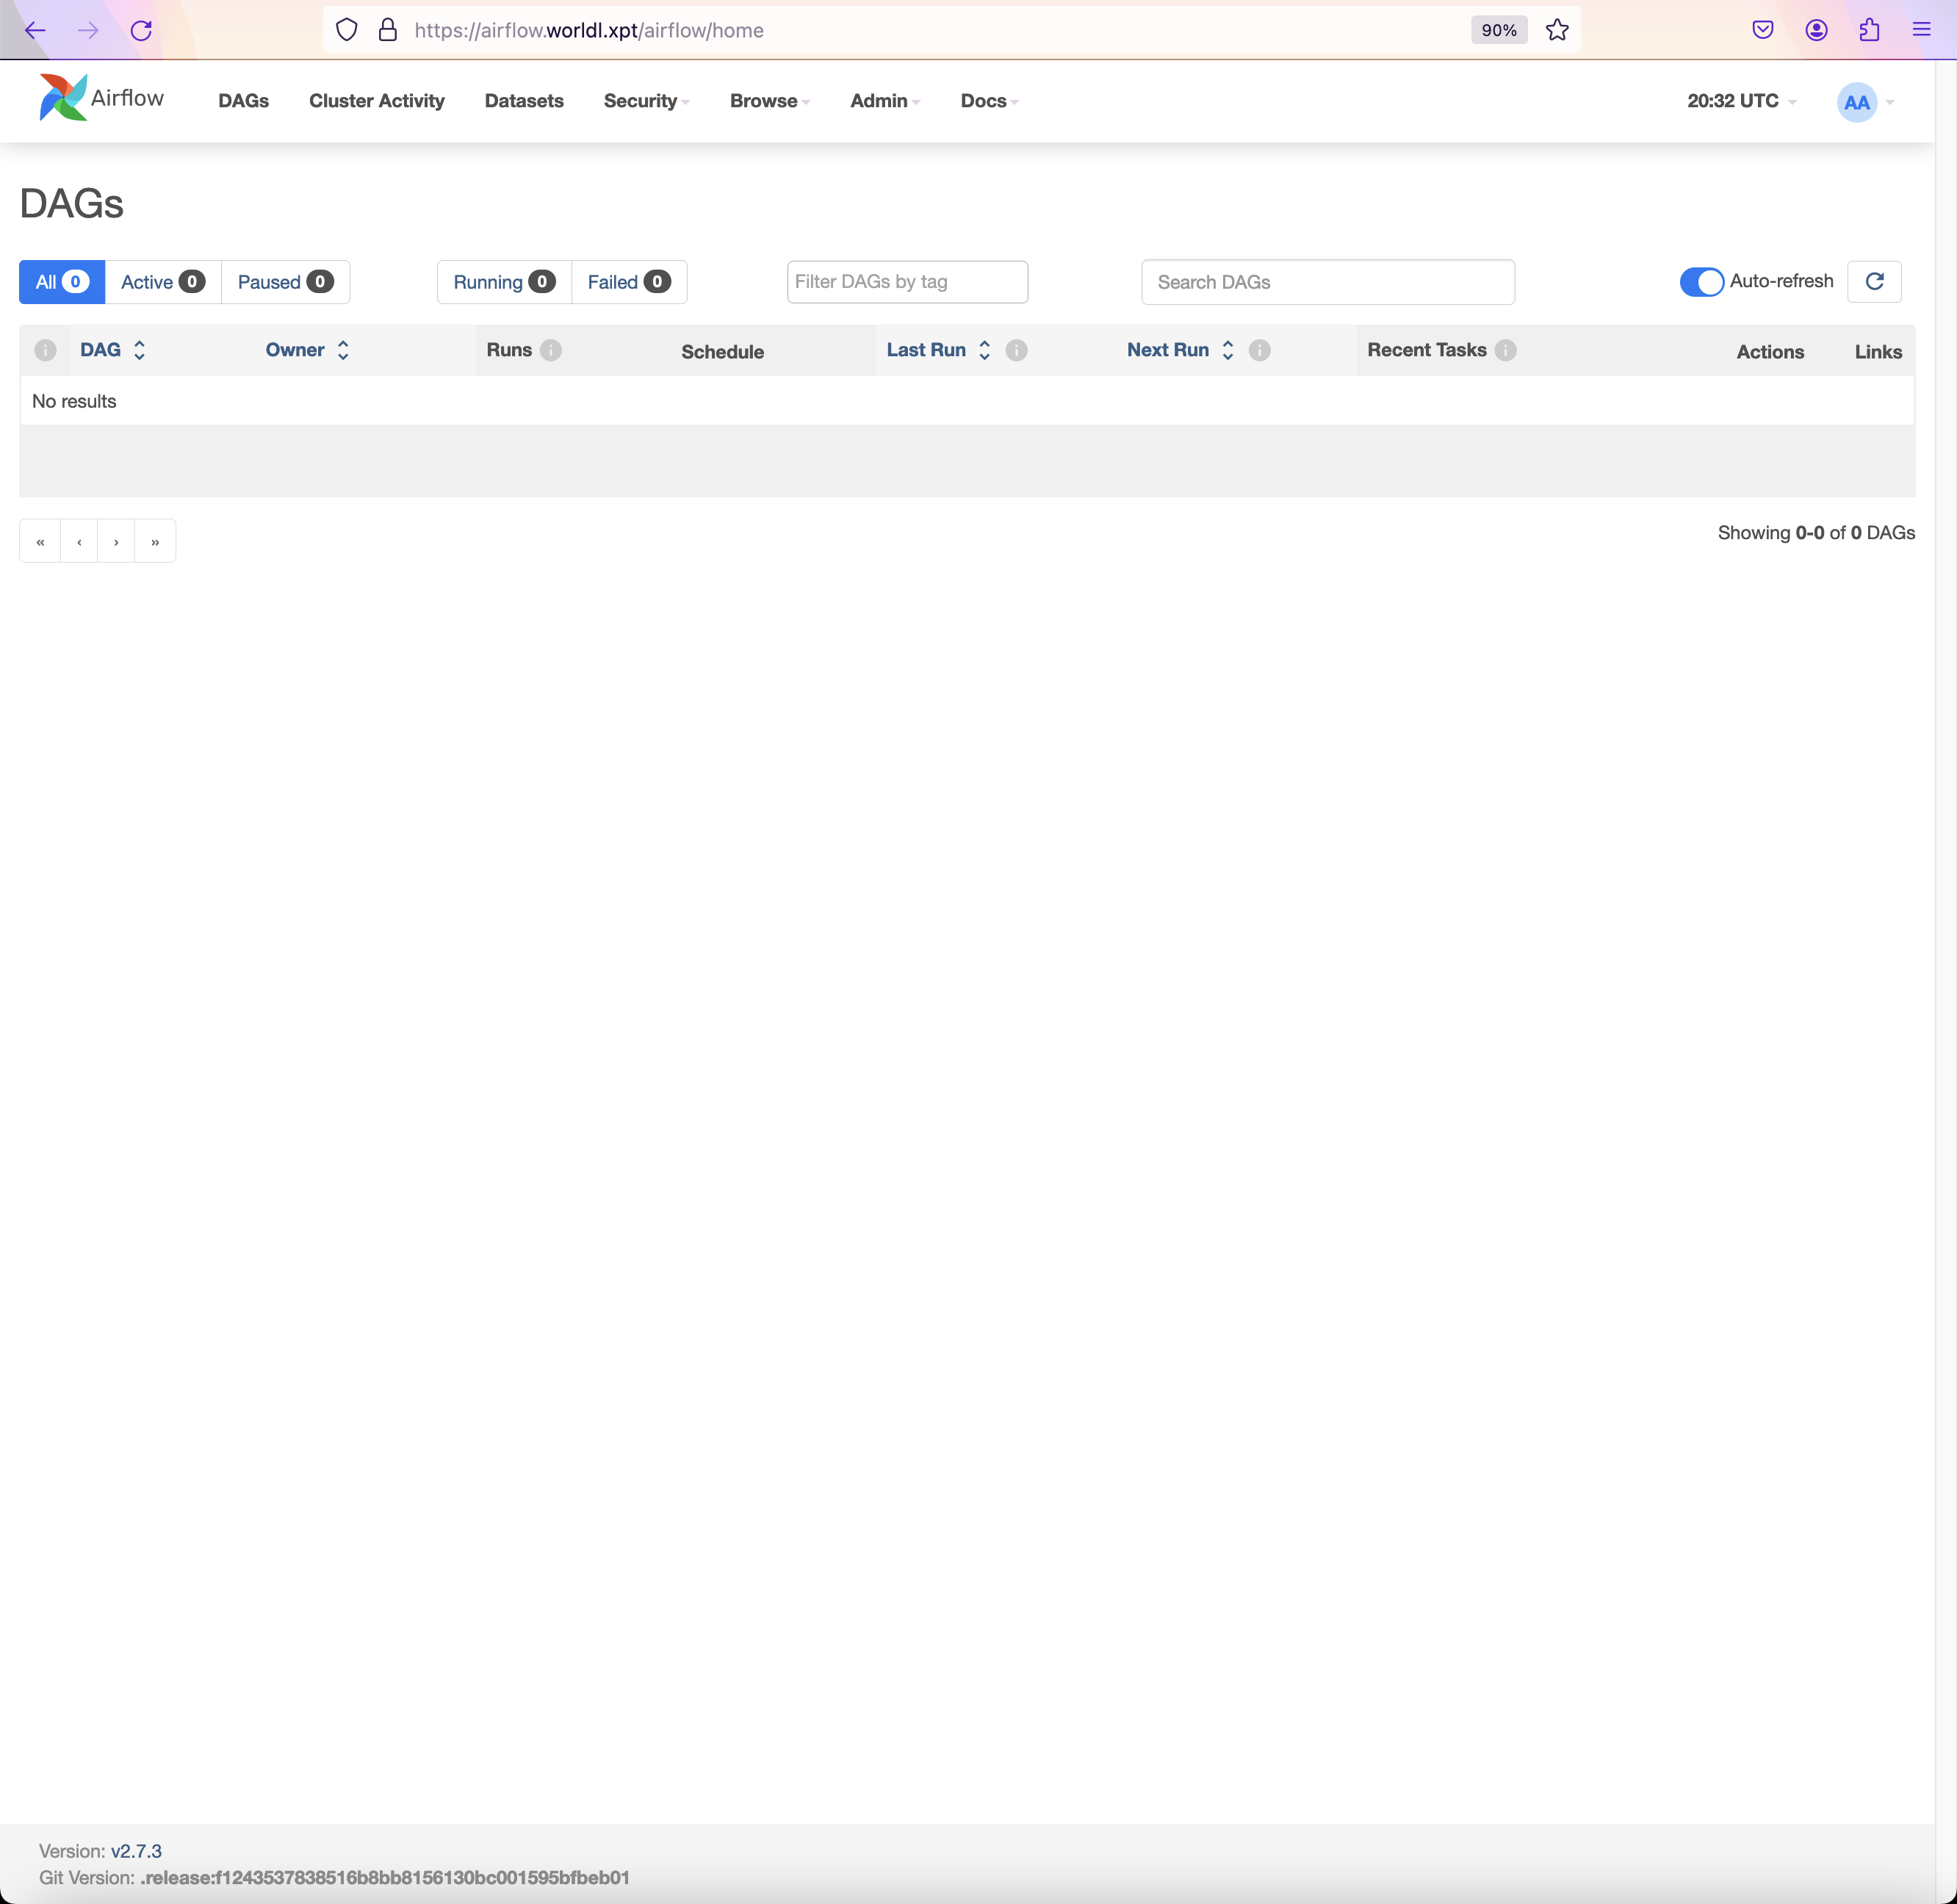 https://airflow.worldl.xpt/airflow/home 90%
Airflow DAGs Cluster Activity Datasets Security Browse Admin Docs 20:32 UTC AA
DAGs
All 0 Active 0 Paused 0 Running 0 Failed 0 Filter DAGs by tag Search DAGs Auto-refresh
i DAG Owner Runs i Schedule Last Run i Next Run i Recent Tasks i Actions Links
No results
« ‹ › » Showing 0-0 of 0 DAGs
Version: v2.7.3
Git Version: .release:f1243537838516b8bb8156130bc001595bfbeb01